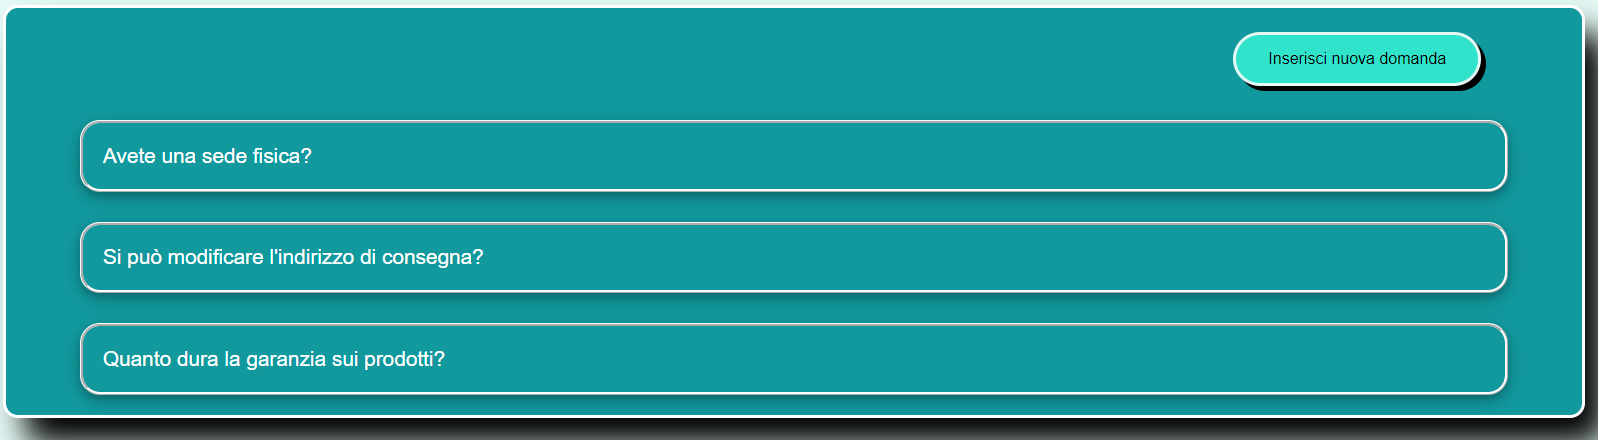 Inserisci nuova domanda
Avete una sede fisica?
Si può modificare l'indirizzo di consegna?
Quanto dura la garanzia sui prodotti?